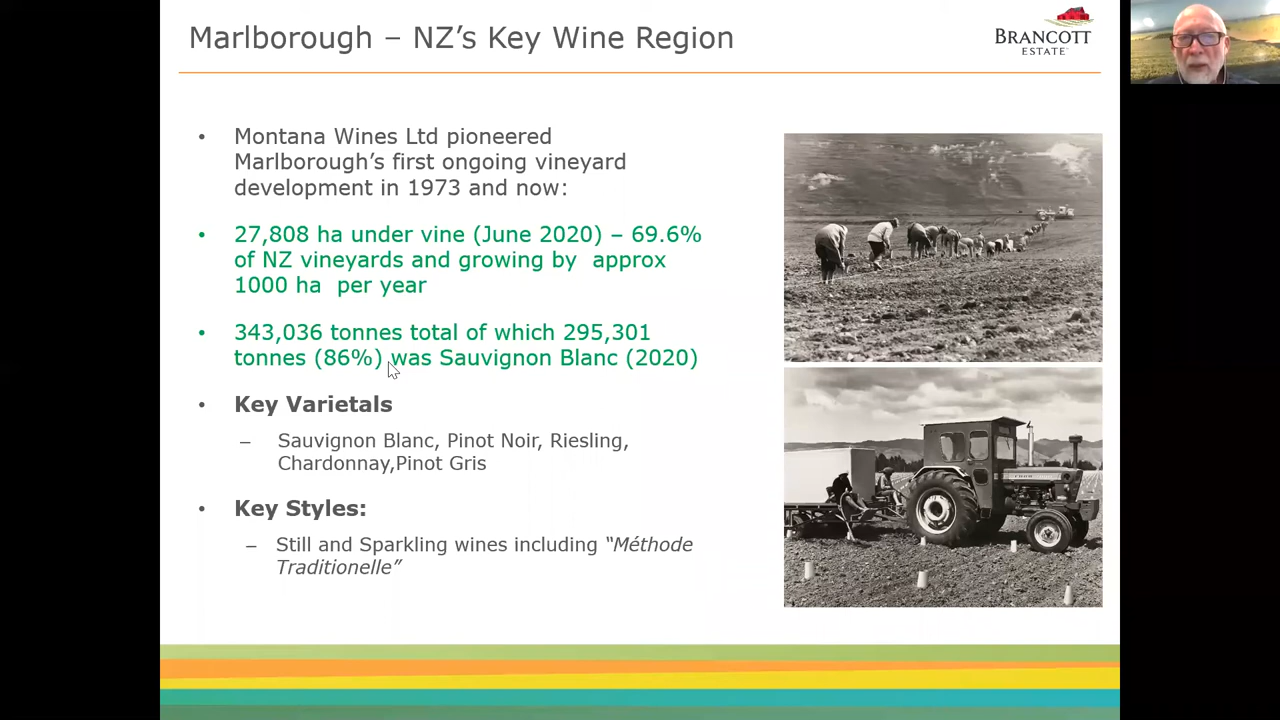 Marlborough – NZ's Key Wine Region
BRANCOTT
ESTATE
• Montana Wines Ltd pioneered
Marlborough's first ongoing vineyard
development in 1973 and now:
• 27,808 ha under vine (June 2020) – 69.6%
of NZ vineyards and growing by  approx
1000 ha  per year
• 343,036 tonnes total of which 295,301
tonnes (86%) was Sauvignon Blanc (2020)
• Key Varietals
– Sauvignon Blanc, Pinot Noir, Riesling,
Chardonnay,Pinot Gris
• Key Styles:
– Still and Sparkling wines including “Méthode
Traditionelle”